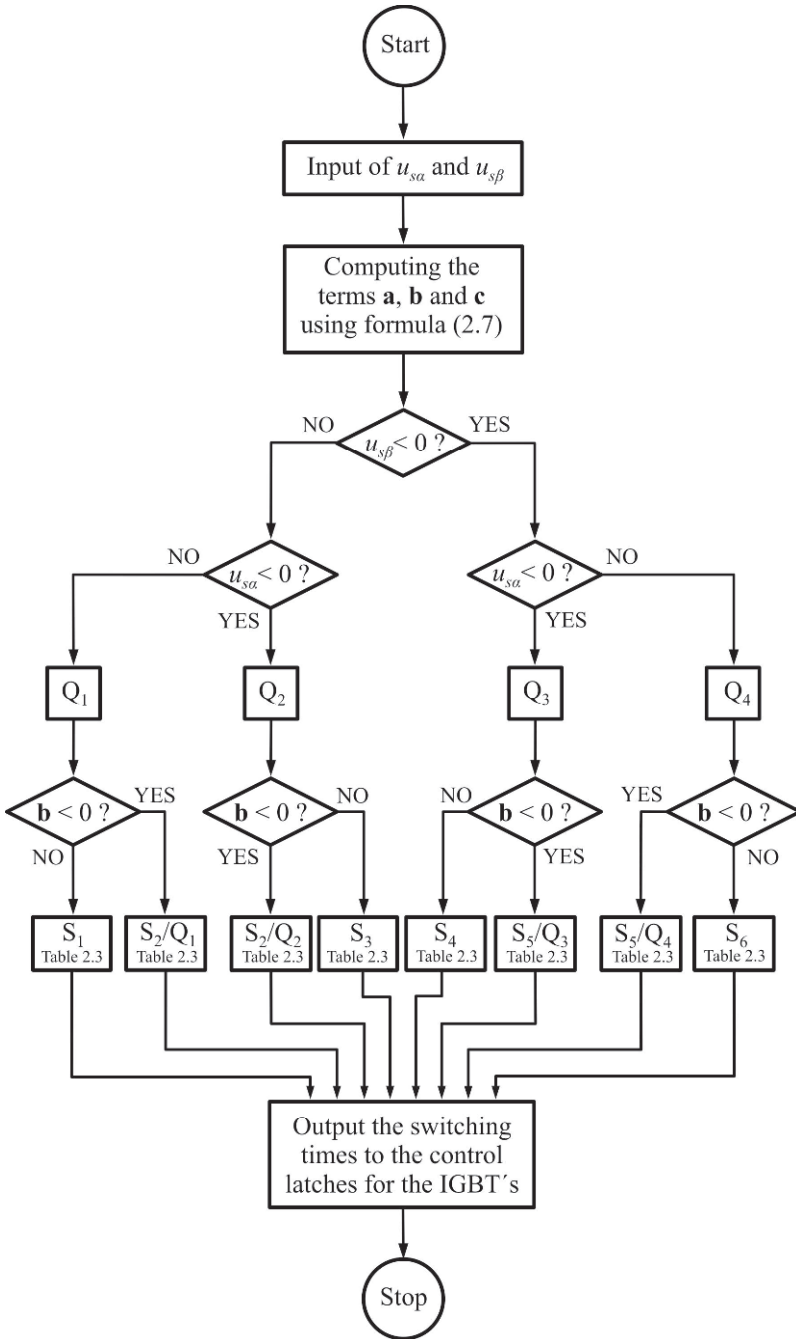 Start
Input of usα and usβ
Computing the
terms a, b and c
using formula (2.7)
NO
YES
usβ < 0 ?
NO
usα < 0 ?
YES
usα < 0 ?
NO
YES
Q1
Q2
Q3
Q4
b < 0 ?
YES
NO
b < 0 ?
NO
YES
NO
b < 0 ?
YES
YES
b < 0 ?
NO
S1
Table 2.3
S2/Q1
Table 2.3
S2/Q2
Table 2.3
S3
Table 2.3
S4
Table 2.3
S5/Q3
Table 2.3
S5/Q4
Table 2.3
S6
Table 2.3
Output the switching
times to the control
latches for the IGBT´s
Stop